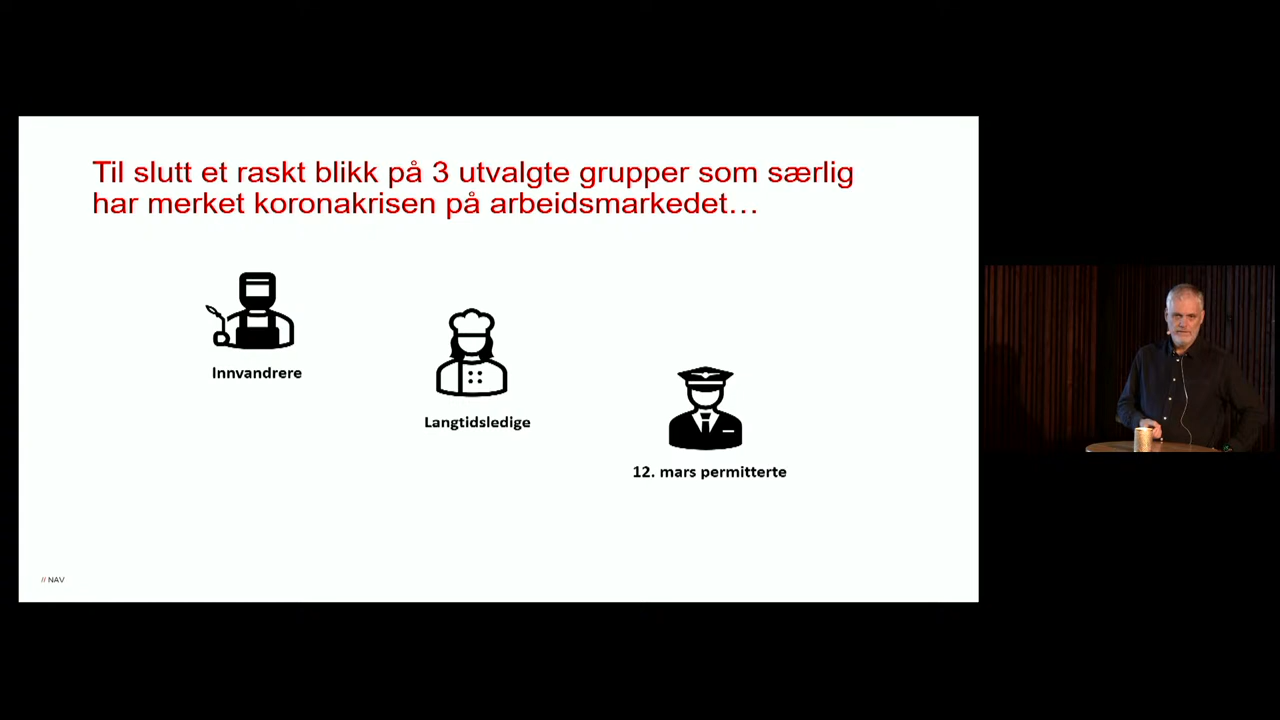 Til slutt et raskt blikk på 3 utvalgte grupper som særlig
har merket koronakrisen på arbeidsmarkedet…
Innvandrere
Langtidsledige
12. mars permitterte
// NAV